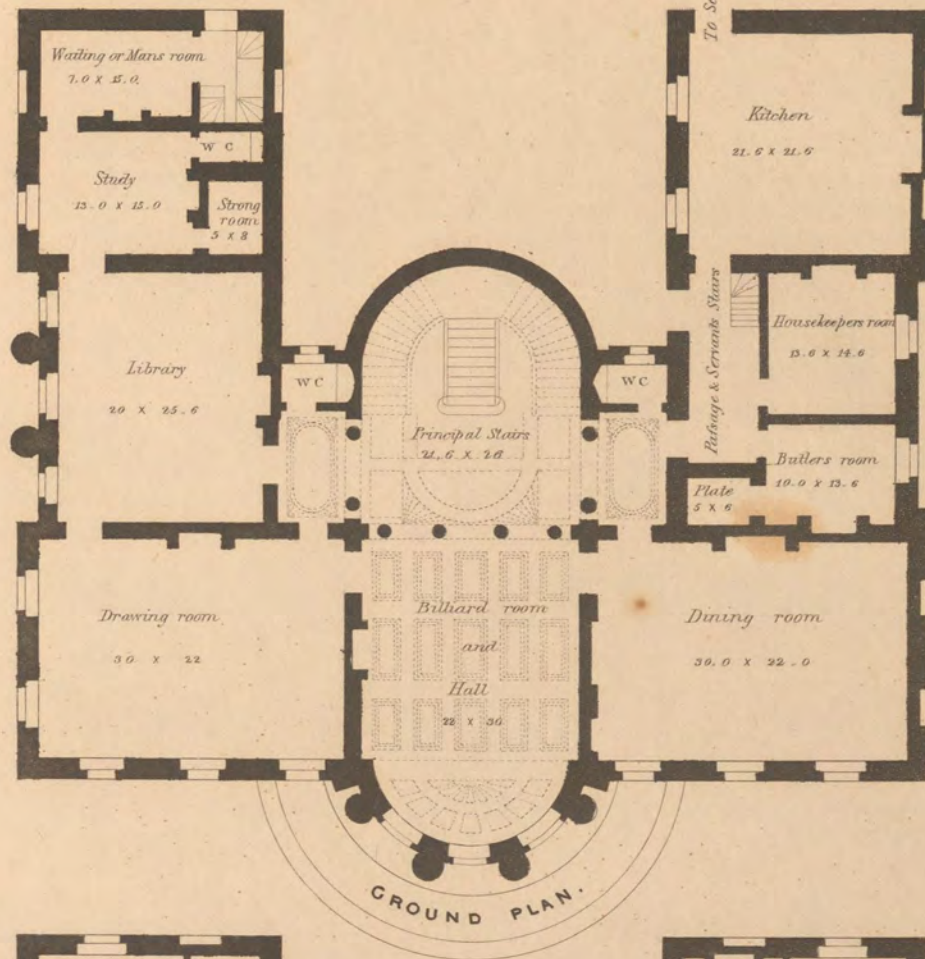 Waiting or Mans room
7.0 X 15.0
W C
Study
13.0 X 15.0
Strong
room
5 X 8
Library
20 X 25.6
W C
Principal Stairs
21.6 X 26
W C
To
Kitchen
21.6 X 21.6
Passage & Servants Stairs
Housekeepers room
13.6 X 14.6
Butlers room
10.0 X 13.6
Plate
5 X 6
Drawing room
30 X 22
Billiard room
and
Hall
22 X 30
Dining room
30.0 X 22.0
GROUND PLAN.